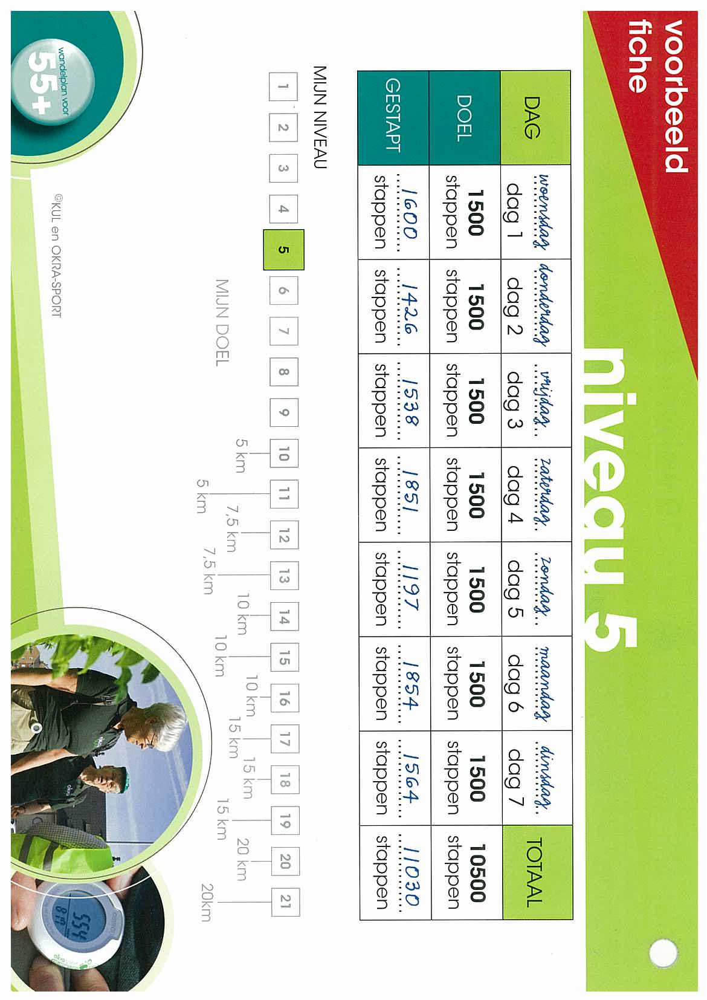 voorbeeld
fiche
niveau 5
DAG
woensdag
dag 1
donderdag
dag 2
vrijdag
dag 3
zaterdag
dag 4
zondag
dag 5
maandag
dag 6
dinsdag
dag 7
TOTAAL
DOEL
1500
stappen
1500
stappen
1500
stappen
1500
stappen
1500
stappen
1500
stappen
1500
stappen
10500
stappen
GESTAPT
1600
stappen
1426
stappen
1538
stappen
1851
stappen
1197
stappen
1854
stappen
1564
stappen
11030
stappen
MIJN NIVEAU
1 2 3 4 5 6 7 8 9 10 11 12 13 14 15 16 17 18 19 20 21
MIJN DOEL
5 km
5 km
7,5 km
7,5 km
10 km
10 km
10 km
15 km
15 km
15 km
20 km
20km
wandelplan voor
55+
©KUL en OKRA-SPORT
554
OMRON